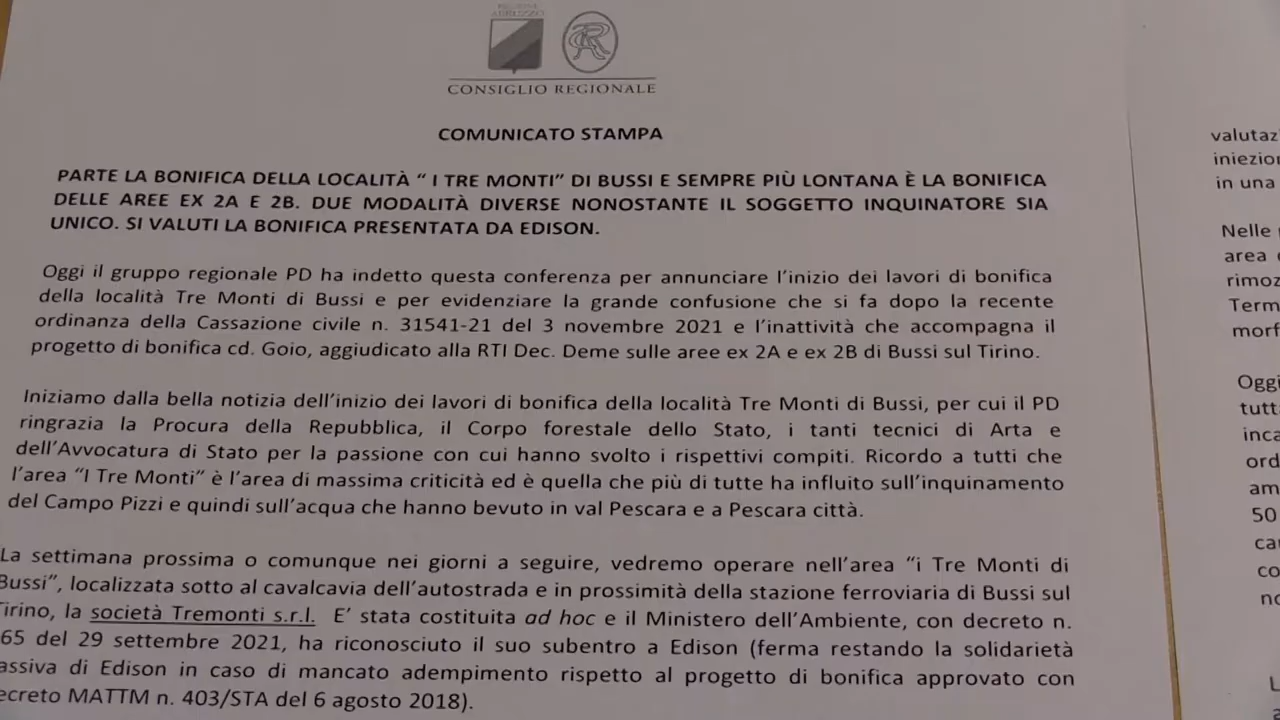 REGIONE
ABRUZZO
CONSIGLIO REGIONALE
COMUNICATO STAMPA
PARTE LA BONIFICA DELLA LOCALITÀ “ I TRE MONTI” DI BUSSI E SEMPRE PIÙ LONTANA È LA BONIFICA
DELLE AREE EX 2A E 2B. DUE MODALITÀ DIVERSE NONOSTANTE IL SOGGETTO INQUINATORE SIA
UNICO. SI VALUTI LA BONIFICA PRESENTATA DA EDISON.
Oggi il gruppo regionale PD ha indetto questa conferenza per annunciare l’inizio dei lavori di bonifica
della località Tre Monti di Bussi e per evidenziare la grande confusione che si fa dopo la recente
ordinanza della Cassazione civile n. 31541-21 del 3 novembre 2021 e l’inattività che accompagna il
progetto di bonifica cd. Goio, aggiudicato alla RTI Dec. Deme sulle aree ex 2A e ex 2B di Bussi sul Tirino.
Iniziamo dalla bella notizia dell’inizio dei lavori di bonifica della località Tre Monti di Bussi, per cui il PD
ringrazia la Procura della Repubblica, il Corpo forestale dello Stato, i tanti tecnici di Arta e
dell’Avvocatura di Stato per la passione con cui hanno svolto i rispettivi compiti. Ricordo a tutti che
l’area “I Tre Monti” è l’area di massima criticità ed è quella che più di tutte ha influito sull’inquinamento
del Campo Pizzi e quindi sull’acqua che hanno bevuto in val Pescara e a Pescara città.
La settimana prossima o comunque nei giorni a seguire, vedremo operare nell’area “i Tre Monti di
Bussi”, localizzata sotto al cavalcavia dell’autostrada e in prossimità della stazione ferroviaria di Bussi sul
Tirino, la società Tremonti s.r.l. E’ stata costituita ad hoc e il Ministero dell’Ambiente, con decreto n.
65 del 29 settembre 2021, ha riconosciuto il suo subentro a Edison (ferma restando la solidarietà
assiva di Edison in caso di mancato adempimento rispetto al progetto di bonifica approvato con
ecreto MATTM n. 403/STA del 6 agosto 2018).
valutaz
iniezion
in una
Nelle
area
rimoz
Term
morf
Oggi
tutt
inca
ord
am
50
ca
co
no